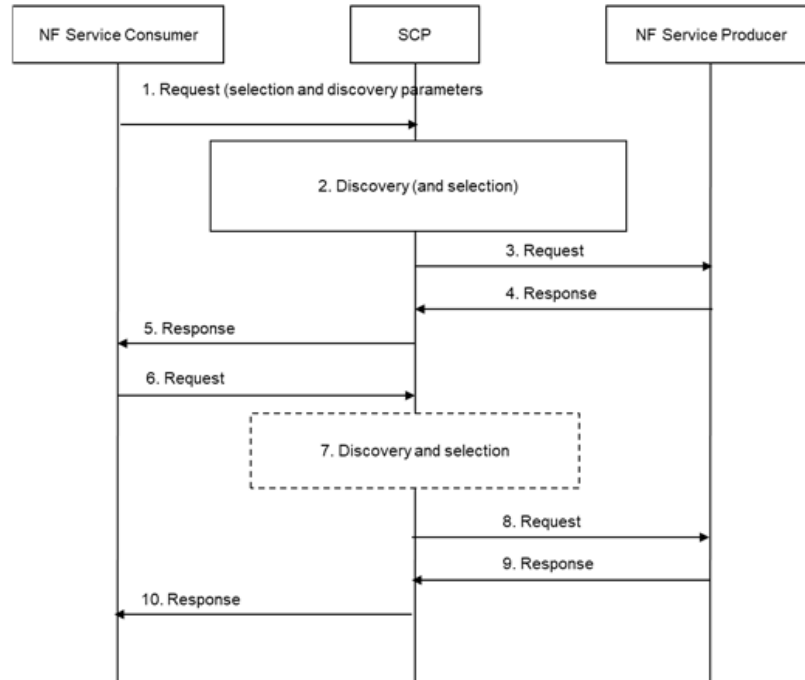 NF Service Consumer
SCP
NF Service Producer
1. Request (selection and discovery parameters
2. Discovery (and selection)
3. Request
4. Response
5. Response
6. Request
7. Discovery and selection
8. Request
9. Response
10. Response